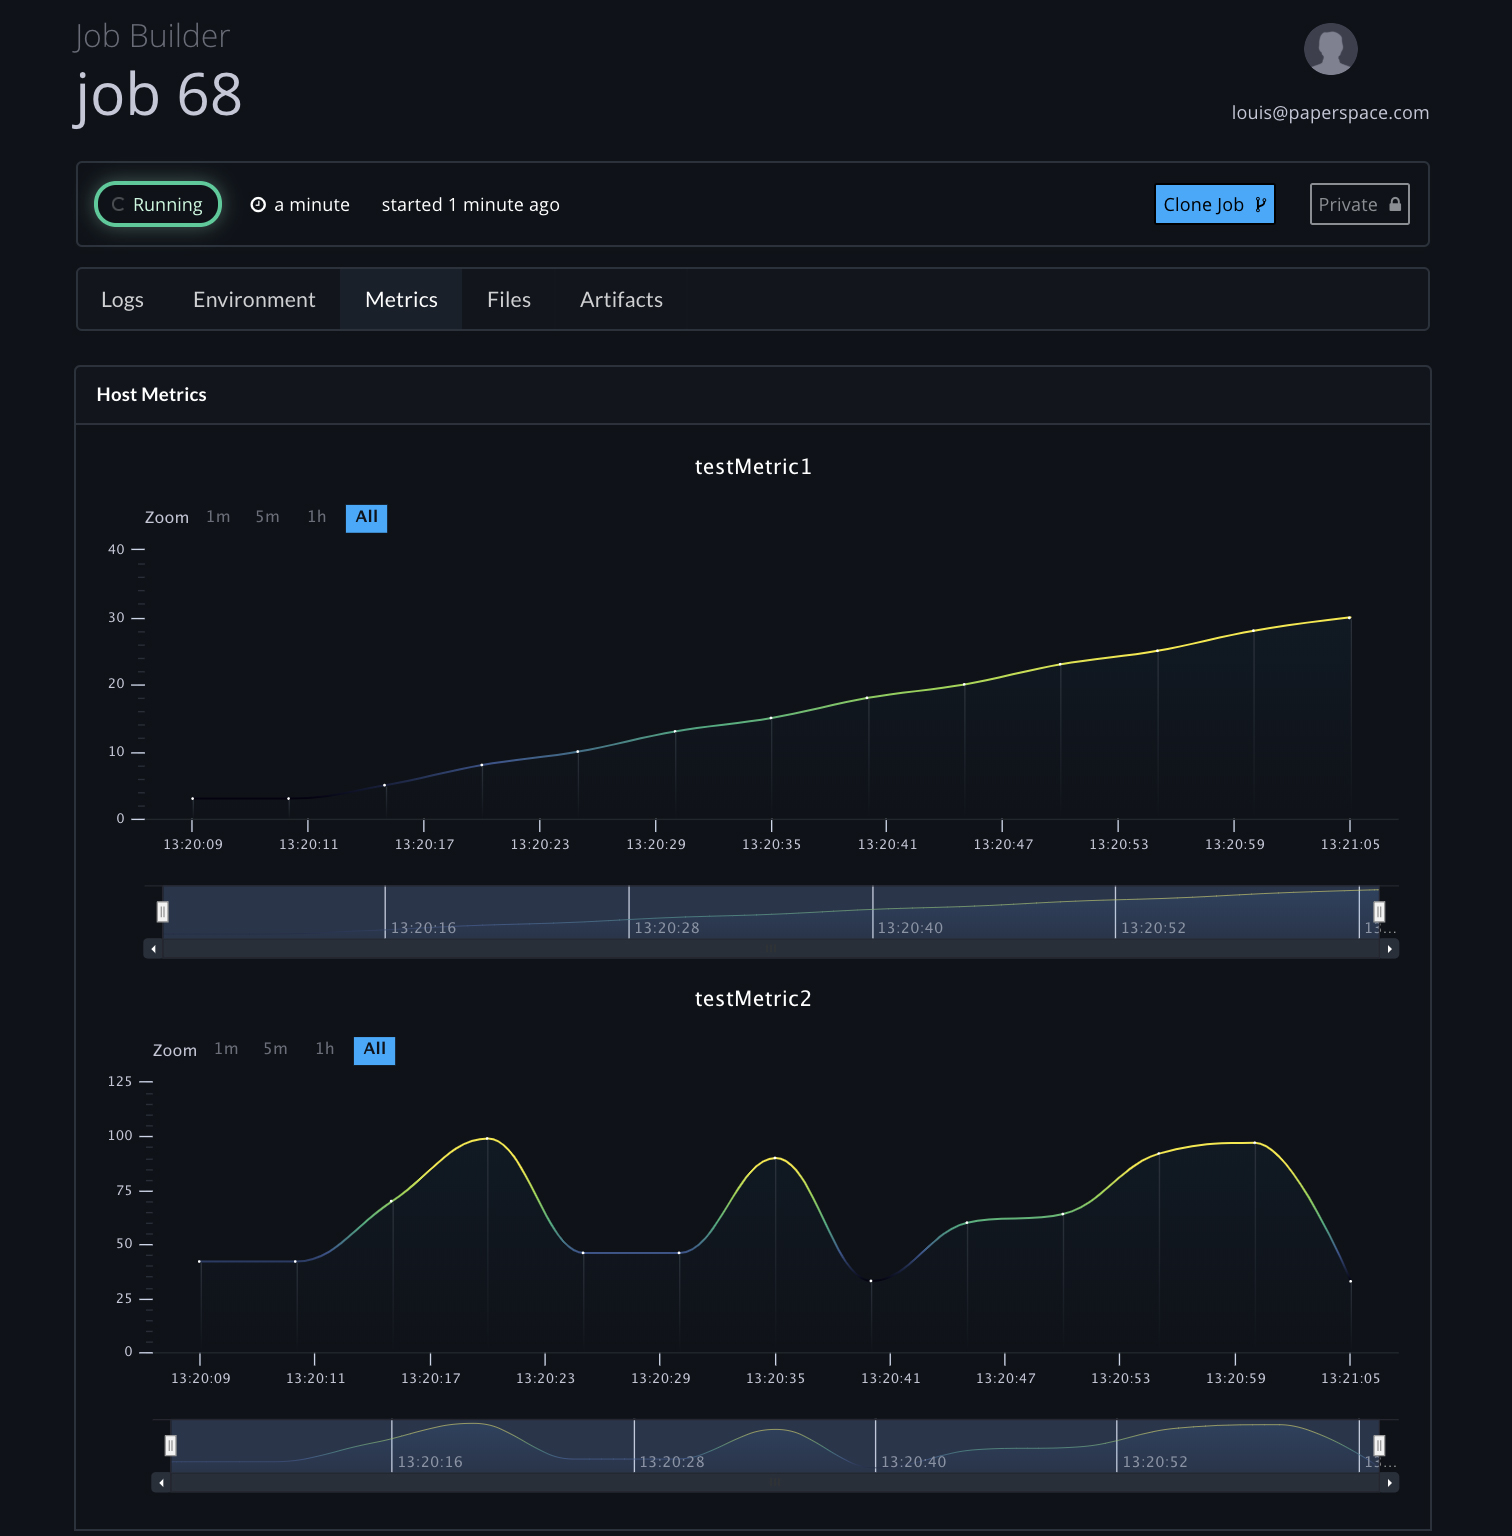 Job Builder
job 68
louis@paperspace.com
Running a minute started 1 minute ago Clone Job Private
Logs Environment Metrics Files Artifacts
Host Metrics
testMetric1
Zoom 1m 5m 1h All
40
30
20
10
0
13:20:09 13:20:11 13:20:17 13:20:23 13:20:29 13:20:35 13:20:41 13:20:47 13:20:53 13:20:59 13:21:05
13:20:16 13:20:28 13:20:40 13:20:52 13...
testMetric2
Zoom 1m 5m 1h All
125
100
75
50
25
0
13:20:09 13:20:11 13:20:17 13:20:23 13:20:29 13:20:35 13:20:41 13:20:47 13:20:53 13:20:59 13:21:05
13:20:16 13:20:28 13:20:40 13:20:52 13...